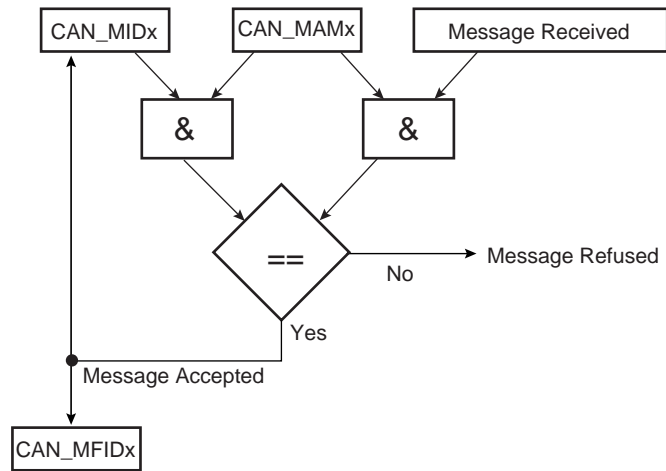 CAN_MIDx
CAN_MAMx
Message Received
&
&
==
No
Message Refused
Yes
Message Accepted
CAN_MFIDx